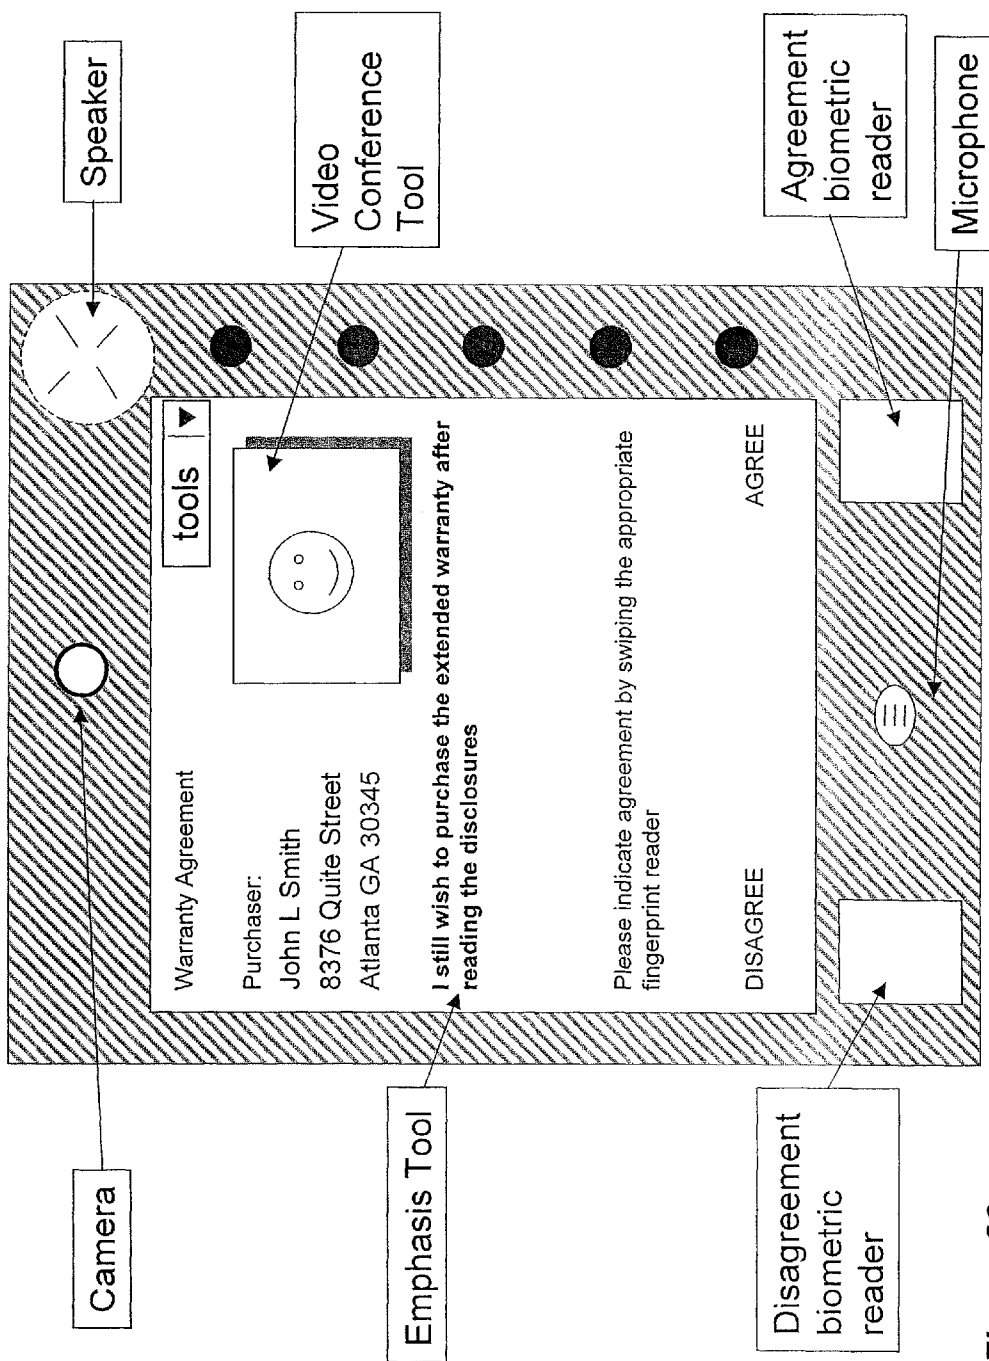 Camera
Speaker
tools
Warranty Agreement
Purchaser:
John L Smith
8376 Quite Street
Atlanta GA 30345
Video
Conference
Tool
Emphasis Tool
I still wish to purchase the extended warranty after
reading the disclosures
Please indicate agreement by swiping the appropriate
fingerprint reader
DISAGREE AGREE
Disagreement
biometric
reader
Agreement
biometric
reader
Microphone